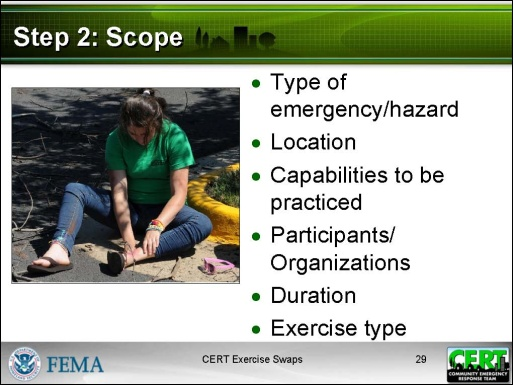 Step 2: Scope
● Type of
emergency/hazard
● Location
● Capabilities to be
practiced
● Participants/
Organizations
● Duration
● Exercise type
FEMA
CERT Exercise Swaps
29
CERT
COMMUNITY EMERGENCY
RESPONSE TEAM